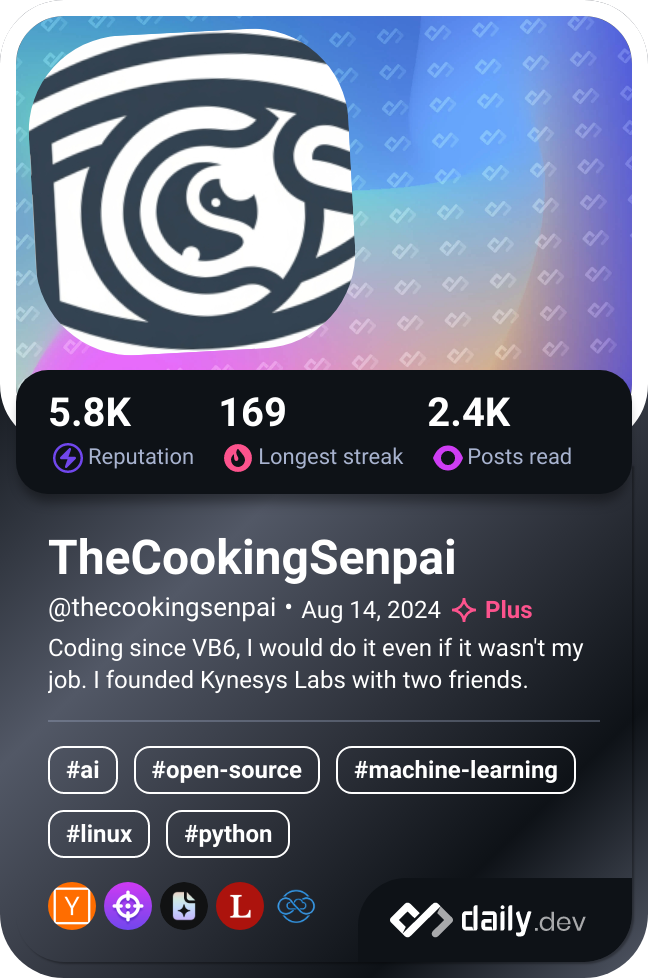 5.8K 169 2.4K
Reputation Longest streak Posts read
TheCookingSenpai
@thecookingsenpai • Aug 14, 2024 Plus
Coding since VB6, I would do it even if it wasn't my
job. I founded Kynesys Labs with two friends.
#ai #open-source #machine-learning
#linux #python
Y L daily.dev